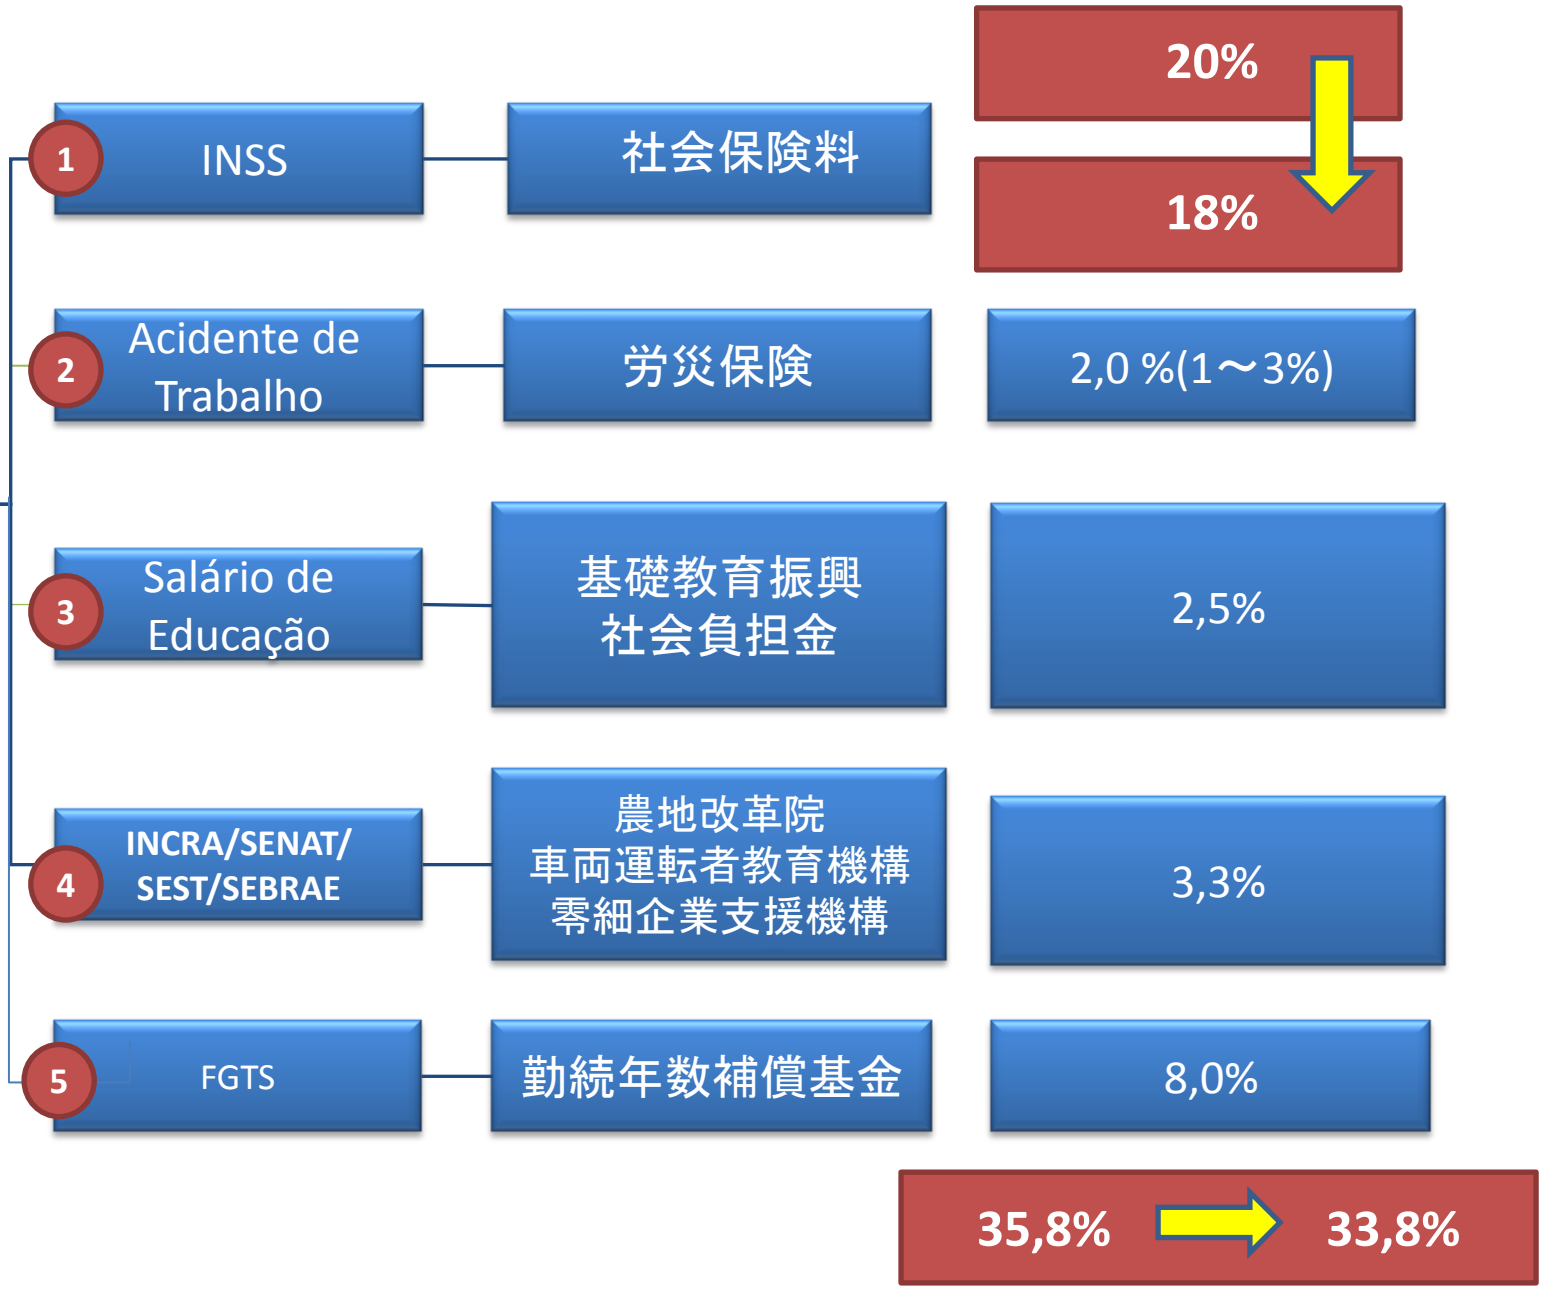 20%
1
INSS
社会保険料
18%
2
Acidente de
Trabalho
労災保険
2,0 %(1～3%)
3
Salário de
Educação
基礎教育振興
社会負担金
2,5%
4
INCRA/SENAT/
SEST/SEBRAE
農地改革院
車両運転者教育機構
零細企業支援機構
3,3%
5
FGTS
勤続年数補償基金
8,0%
35,8%
33,8%